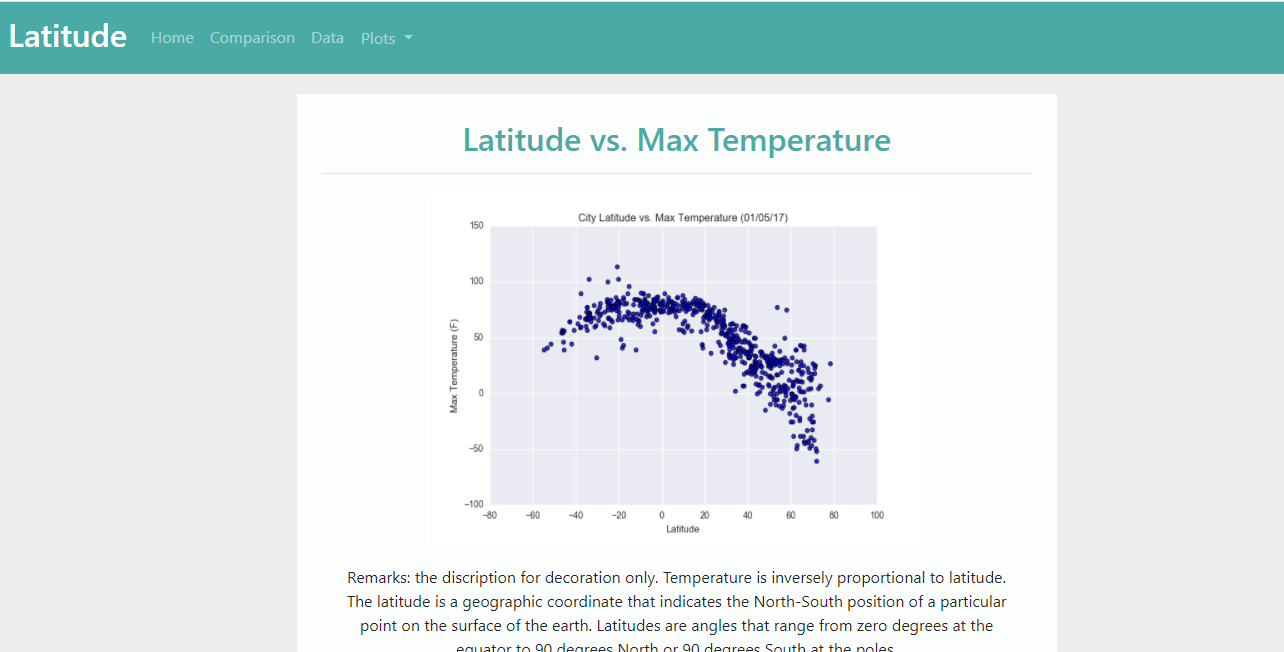 Latitude Home Comparison Data Plots
Latitude vs. Max Temperature
City Latitude vs. Max Temperature (01/05/17)
150
100
50
0
−50
−100
Max Temperature (F)
−80 −60 −40 −20 0 20 40 60 80 100
Latitude
Remarks: the discription for decoration only. Temperature is inversely proportional to latitude.
The latitude is a geographic coordinate that indicates the North-South position of a particular
point on the surface of the earth. Latitudes are angles that range from zero degrees at the
equator to 90 degrees North or 90 degrees South at the poles.